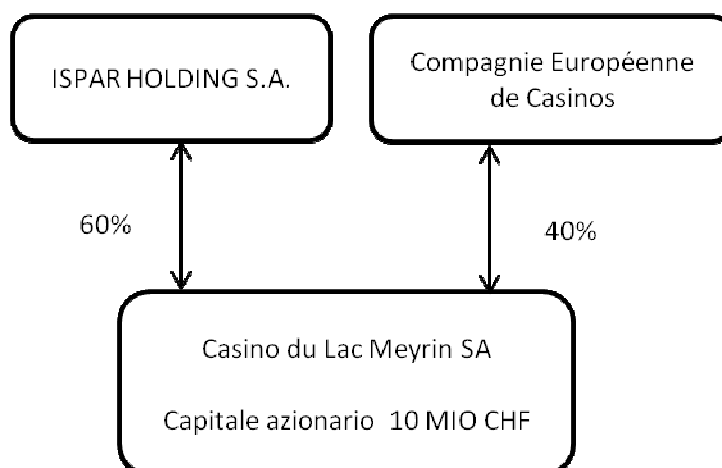 ISPAR HOLDING S.A.
Compagnie Européenne
de Casinos
60%
40%
Casino du Lac Meyrin SA
Capitale azionario 10 MIO CHF